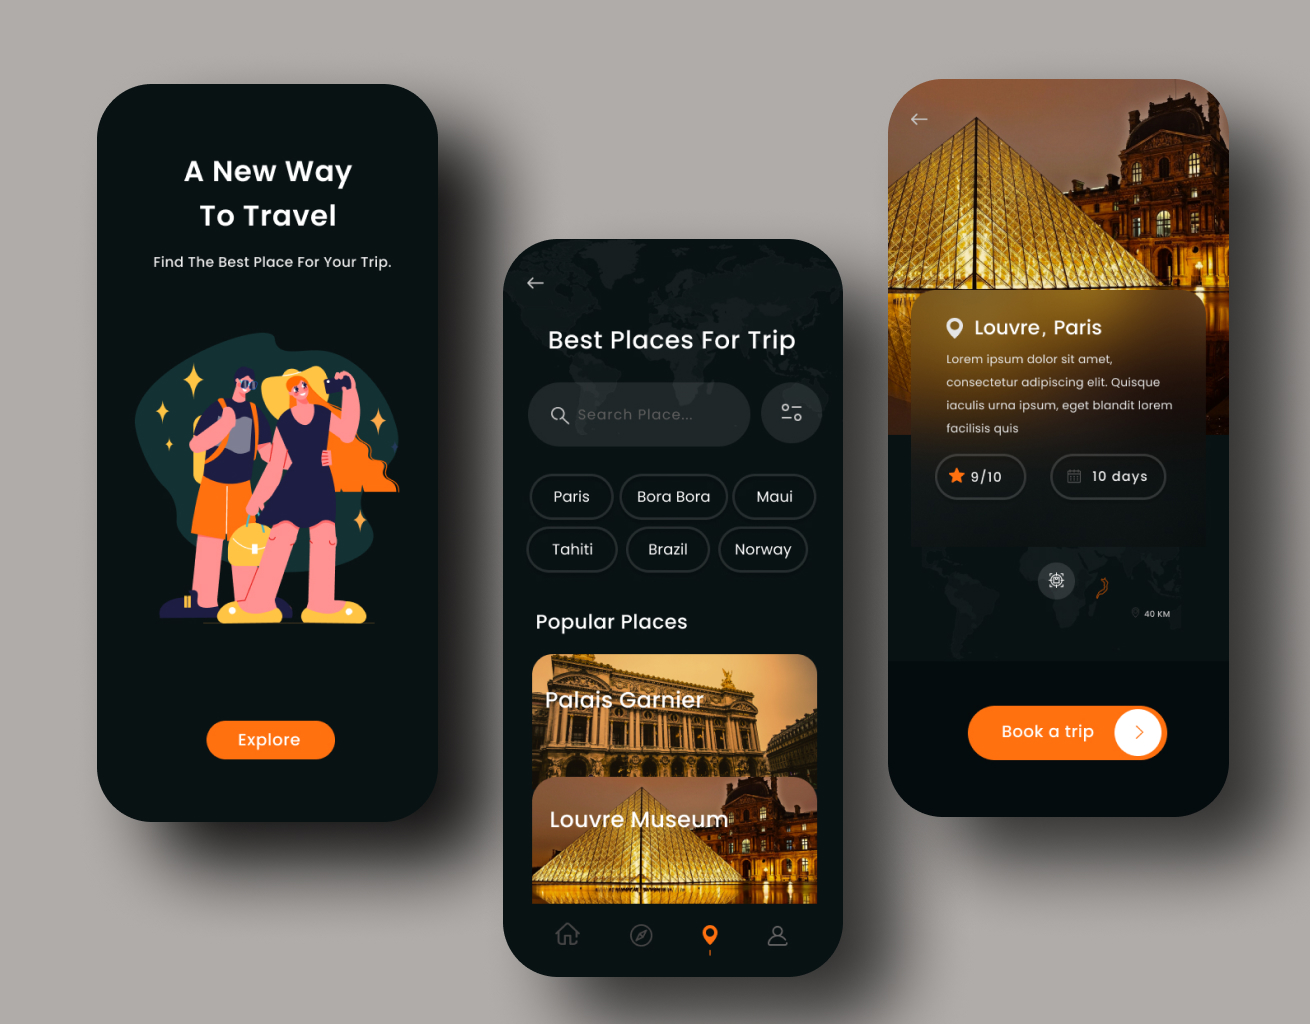 A New Way
To Travel
Find The Best Place For Your Trip.
Explore
Best Places For Trip
Search Place...
Paris
Bora Bora
Maui
Tahiti
Brazil
Norway
Popular Places
Palais Garnier
Louvre Museum
Louvre, Paris
Lorem ipsum dolor sit amet,
consectetur adipiscing elit. Quisque
iaculis urna ipsum, eget blandit lorem
facilisis quis
9/10
10 days
40 KM
Book a trip